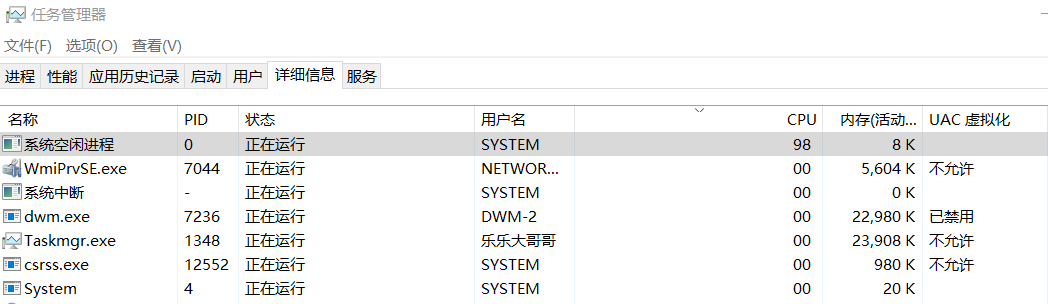 任务管理器
文件(F) 选项(O) 查看(V)
进程 性能 应用历史记录 启动 用户 详细信息 服务
名称 PID 状态 用户名 CPU 内存(活动... UAC 虚拟化
系统空闲进程 0 正在运行 SYSTEM 98 8 K
WmiPrvSE.exe 7044 正在运行 NETWOR... 00 5,604 K 不允许
系统中断 - 正在运行 SYSTEM 00 0 K
dwm.exe 7236 正在运行 DWM-2 00 22,980 K 已禁用
Taskmgr.exe 1348 正在运行 乐乐大哥哥 00 23,908 K 不允许
csrss.exe 12552 正在运行 SYSTEM 00 980 K 不允许
System 4 正在运行 SYSTEM 00 20 K